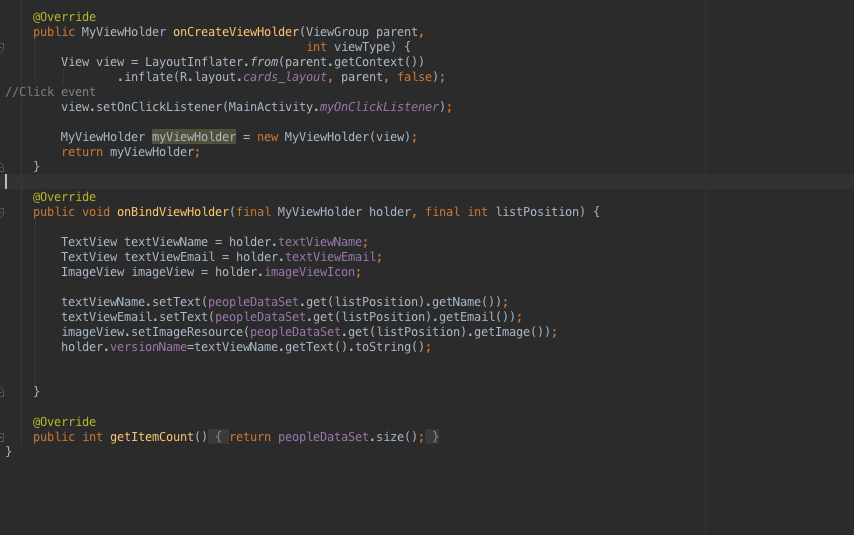 @Override
public MyViewHolder onCreateViewHolder(ViewGroup parent,
int viewType) {
View view = LayoutInflater.from(parent.getContext())
.inflate(R.layout.cards_layout, parent, false);
//Click event
view.setOnClickListener(MainActivity.myOnClickListener);
MyViewHolder myViewHolder = new MyViewHolder(view);
return myViewHolder;
}
@Override
public void onBindViewHolder(final MyViewHolder holder, final int listPosition) {
TextView textViewName = holder.textViewName;
TextView textViewEmail = holder.textViewEmail;
ImageView imageView = holder.imageViewIcon;
textViewName.setText(peopleDataSet.get(listPosition).getName());
textViewEmail.setText(peopleDataSet.get(listPosition).getEmail());
imageView.setImageResource(peopleDataSet.get(listPosition).getImage());
holder.versionName=textViewName.getText().toString();
}
@Override
public int getItemCount() { return peopleDataSet.size(); }
}